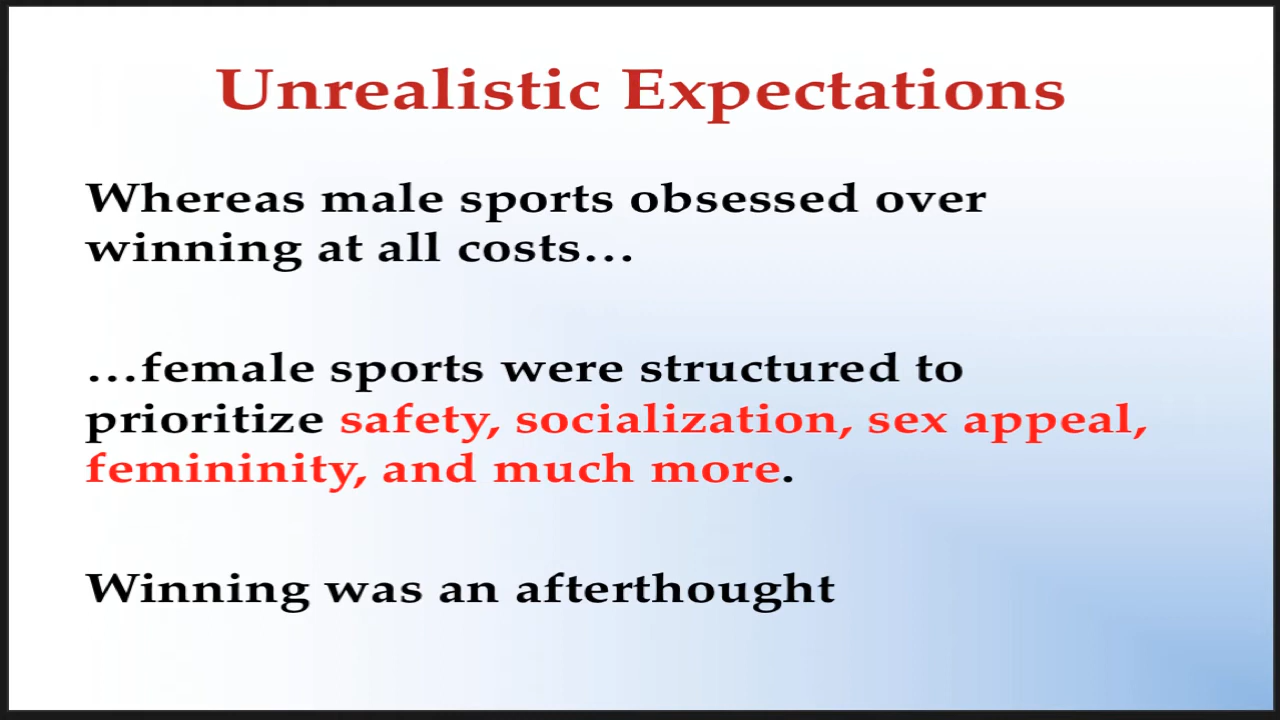 Unrealistic Expectations
Whereas male sports obsessed over
winning at all costs…
…female sports were structured to
prioritize safety, socialization, sex appeal,
femininity, and much more.
Winning was an afterthought